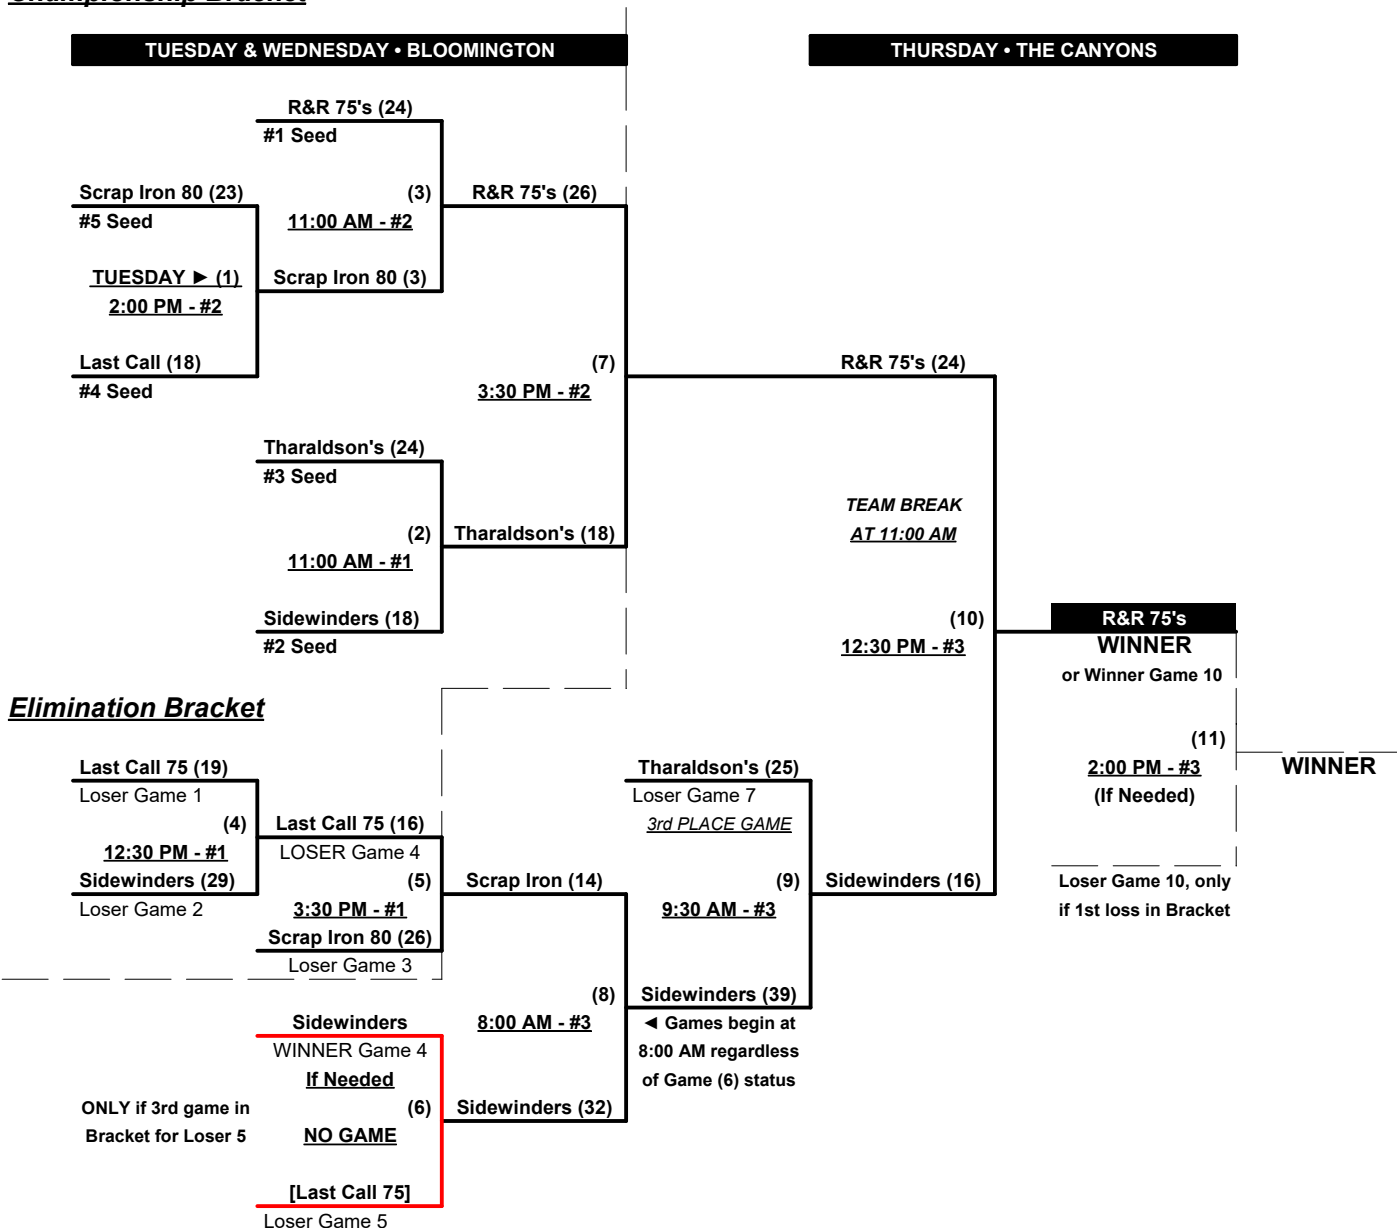 Championship Bracket
TUESDAY & WEDNESDAY • BLOOMINGTON
THURSDAY • THE CANYONS
R&R 75's (24)
#1 Seed
Scrap Iron 80 (23)
(3)
R&R 75's (26)
#5 Seed
11:00 AM - #2
TUESDAY ► (1)
Scrap Iron 80 (3)
2:00 PM - #2
Last Call (18)
(7)
R&R 75's (24)
#4 Seed
3:30 PM - #2
Tharaldson's (24)
#3 Seed
TEAM BREAK
(2)
Tharaldson's (18)
AT 11:00 AM
11:00 AM - #1
Sidewinders (18)
(10)
R&R 75's
#2 Seed
12:30 PM - #3
WINNER
or Winner Game 10
Elimination Bracket
(11)
Last Call 75 (19)
Tharaldson's (25)
2:00 PM - #3
WINNER
Loser Game 1
Loser Game 7
(If Needed)
(4)
Last Call 75 (16)
3rd PLACE GAME
12:30 PM - #1
LOSER Game 4
Sidewinders (29)
(5)
Scrap Iron (14)
(9)
Sidewinders (16)
Loser Game 10, only
Loser Game 2
3:30 PM - #1
9:30 AM - #3
if 1st loss in Bracket
Scrap Iron 80 (26)
Loser Game 3
(8)
Sidewinders (39)
Sidewinders
8:00 AM - #3
◄ Games begin at
WINNER Game 4
8:00 AM regardless
If Needed
of Game (6) status
ONLY if 3rd game in
(6)
Sidewinders (32)
Bracket for Loser 5
NO GAME
[Last Call 75]
Loser Game 5